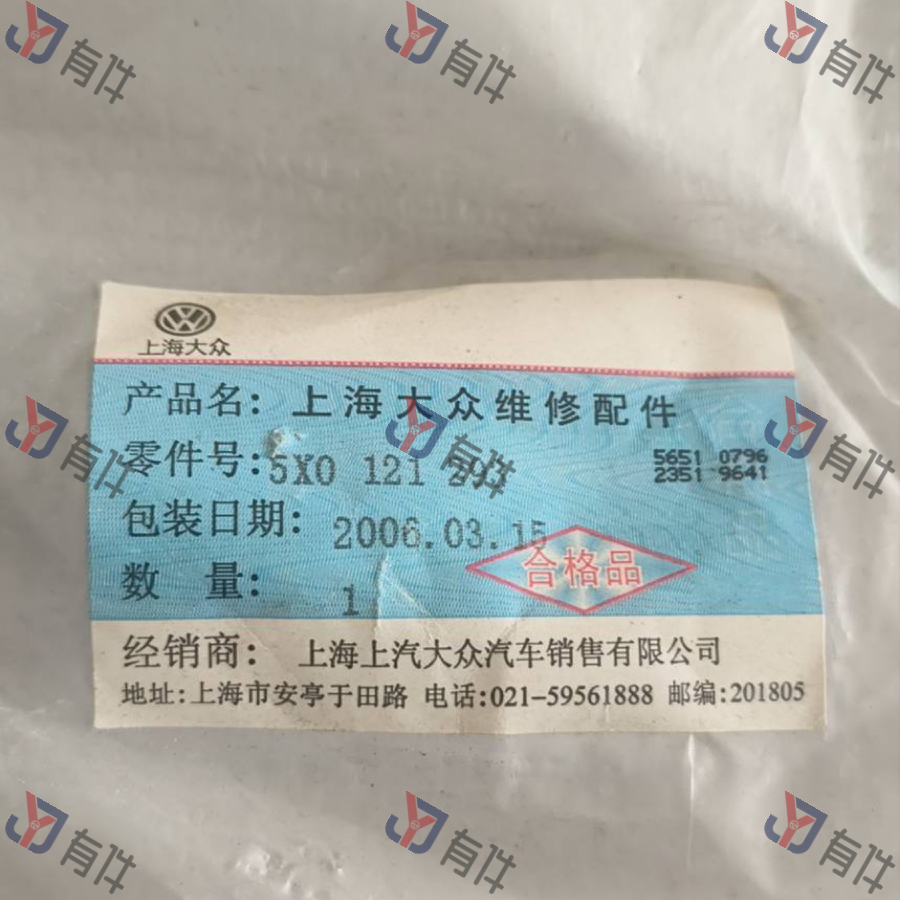 有件
有件
有件
上海大众
产品名: 上海大众维修配件
零件号: 5X0 121 293
5651 0796
2351 9641
包装日期: 2006.03.15
合格品
数 量: 1
有件
有件
有件
经销商: 上海上汽大众汽车销售有限公司
地址:上海市安亭于田路 电话:021-59561888 邮编:201805
有件
有件
有件